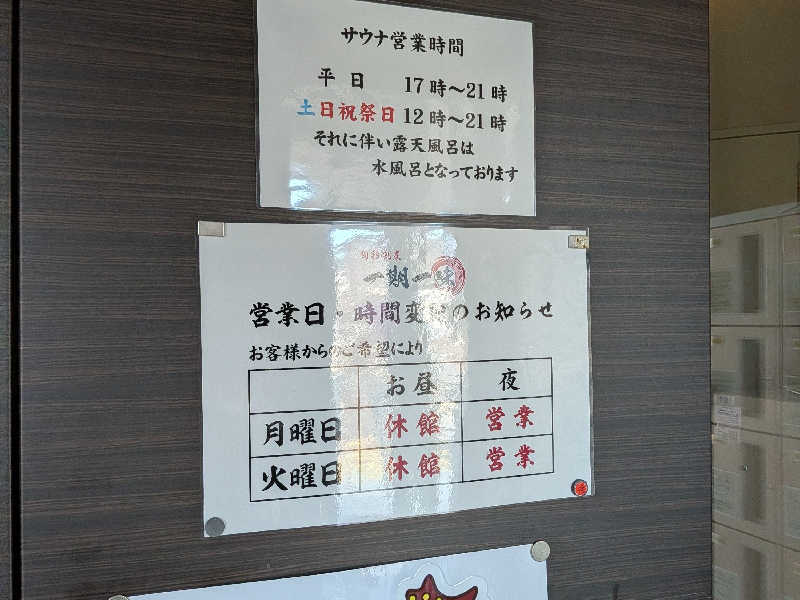 サウナ営業時間
平日 17時～21時
土日祝祭日 12時～21時
それに伴い露天風呂は
水風呂となっております
一期一味
営業日・時間変更のお知らせ
お客様からのご希望により
お昼 夜
月曜日 休館 営業
火曜日 休館 営業